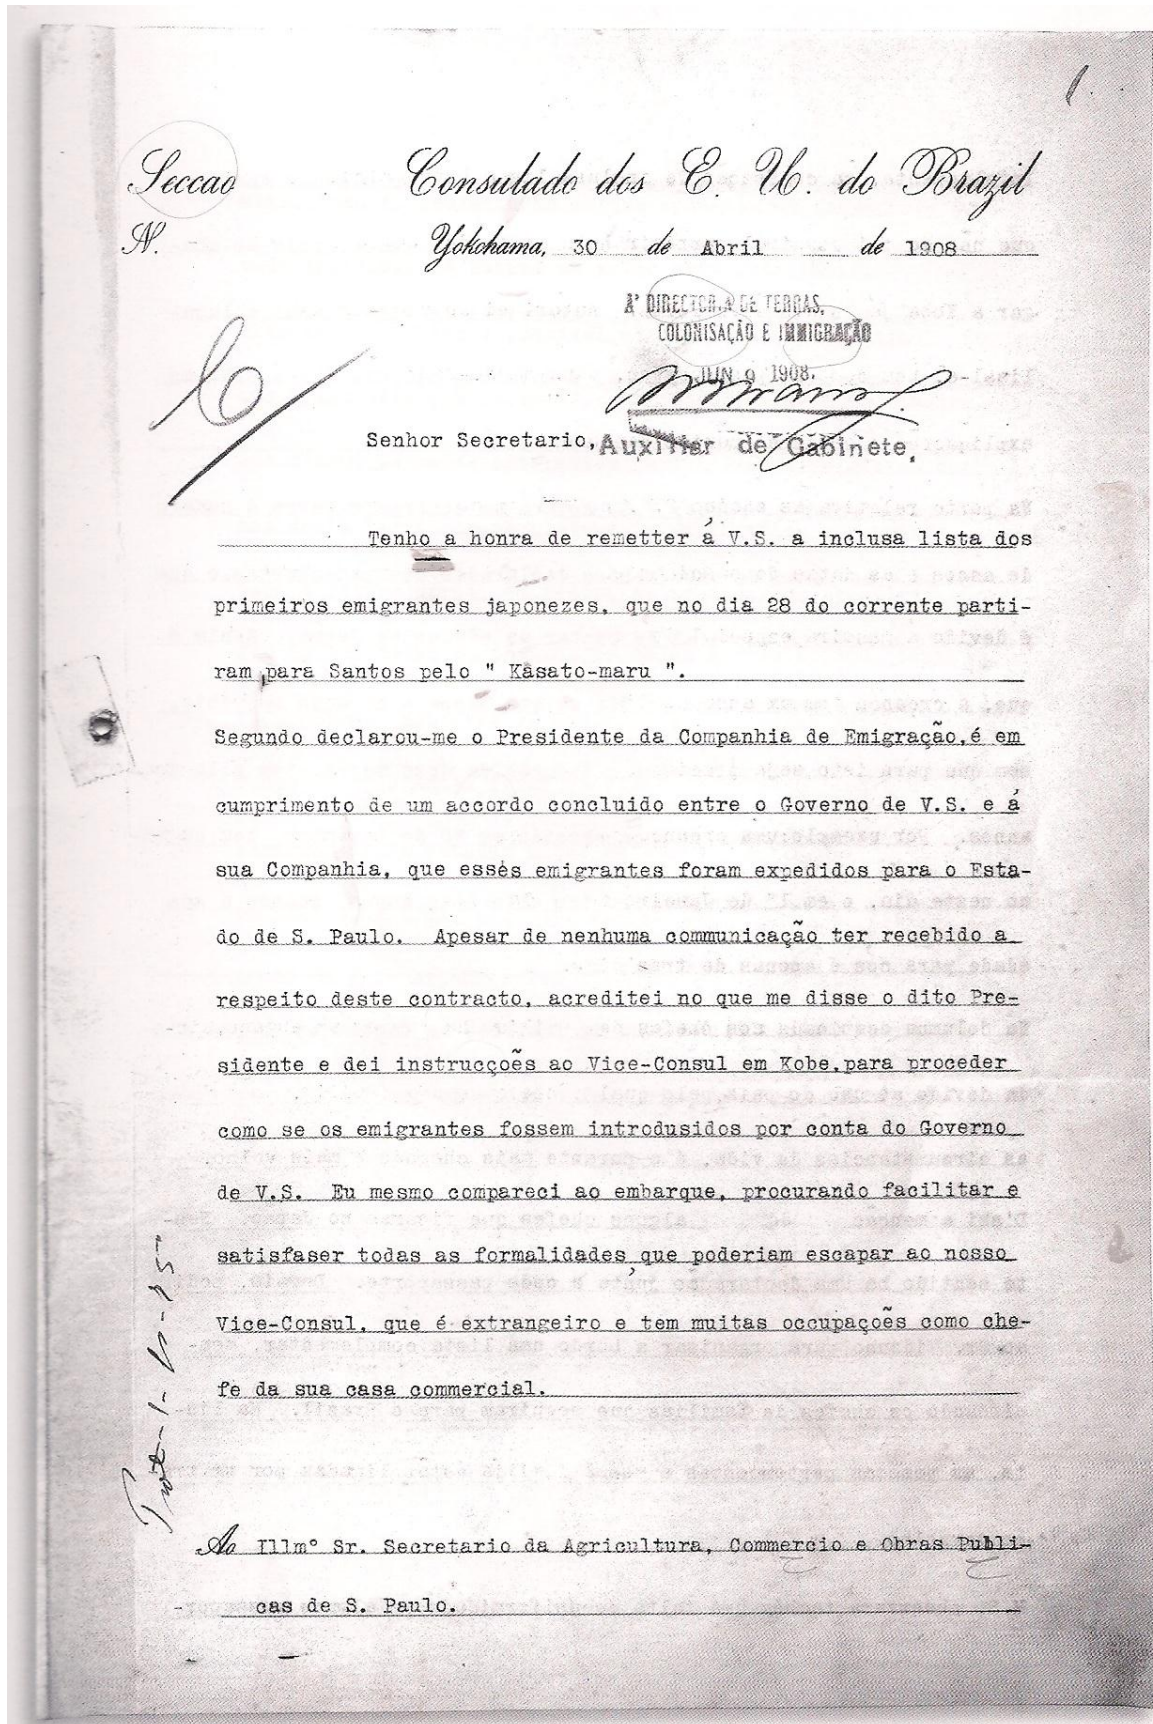 1.
Seccao Consulado dos E. U. do Brazil
N. Yokohama, 30 de Abril de 1908
Aº DIRECTORIA DE TERRAS,
COLONISAÇÃO E IMMIGRAÇÃO
JUN 9 1908.
Senhor Secretario, Auxiliar de Gabinete.
Tenho a honra de remetter á V.S. a inclusa lista dos
primeiros emigrantes japonezes, que no dia 28 do corrente parti-
ram para Santos pelo " Kasato-maru ".
Segundo declarou-me o Presidente da Companhia de Emigração, é em
cumprimento de um accordo concluido entre o Governo de V.S. e á
sua Companhia, que essés emigrantes foram expedidos para o Esta-
do de S. Paulo. Apesar de nenhuma communicação ter recebido a
respeito deste contracto, acreditei no que me disse o dito Pre-
sidente e dei instrucções ao Vice-Consul em Kobe, para proceder
como se os emigrantes fossem introdusidos por conta do Governo
de V.S. Eu mesmo compareci ao embarque, procurando facilitar e
satisfaser todas as formalidades que poderiam escapar ao nosso
Vice-Consul, que é extrangeiro e tem muitas occupações como che-
fe da sua casa commercial.
Ao Illmº Sr. Secretario da Agricultura, Commercio e Obras Publi-
cas de S. Paulo.